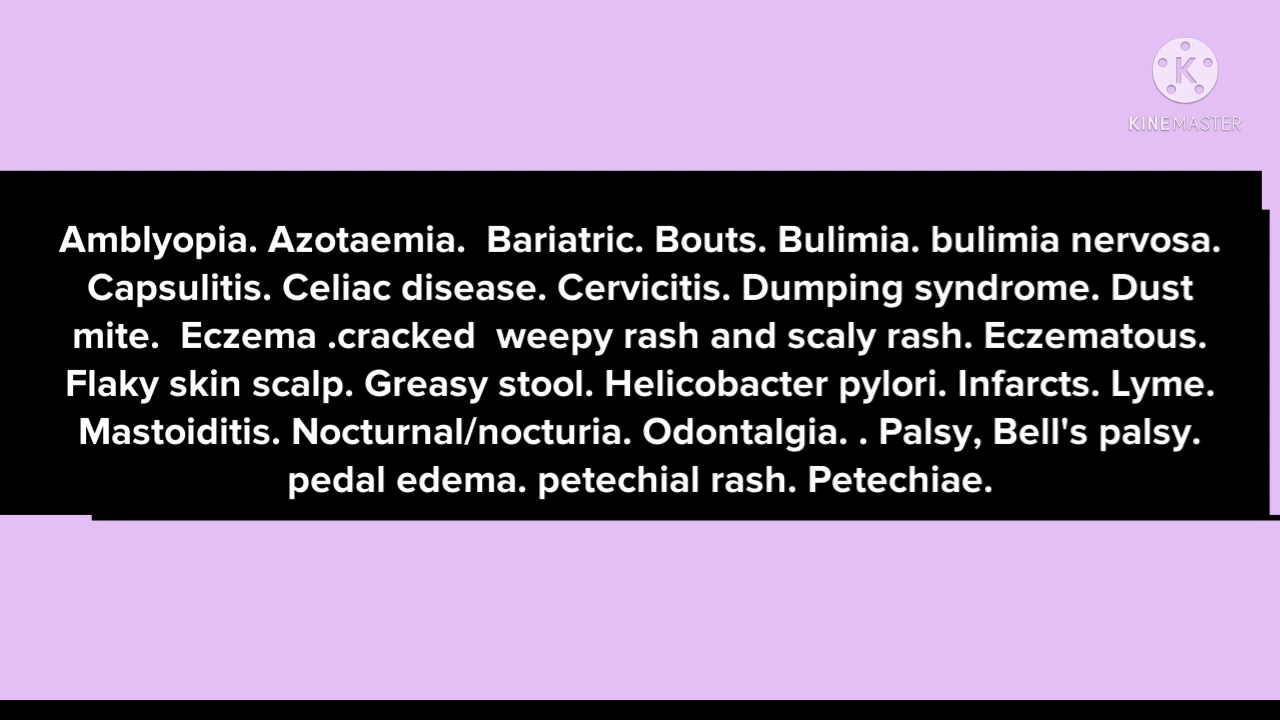 K
KINEMASTER
Amblyopia. Azotaemia.  Bariatric. Bouts. Bulimia. bulimia nervosa.
Capsulitis. Celiac disease. Cervicitis. Dumping syndrome. Dust
mite.  Eczema .cracked  weepy rash and scaly rash. Eczematous.
Flaky skin scalp. Greasy stool. Helicobacter pylori. Infarcts. Lyme.
Mastoiditis. Nocturnal/nocturia. Odontalgia. . Palsy, Bell's palsy.
pedal edema. petechial rash. Petechiae.